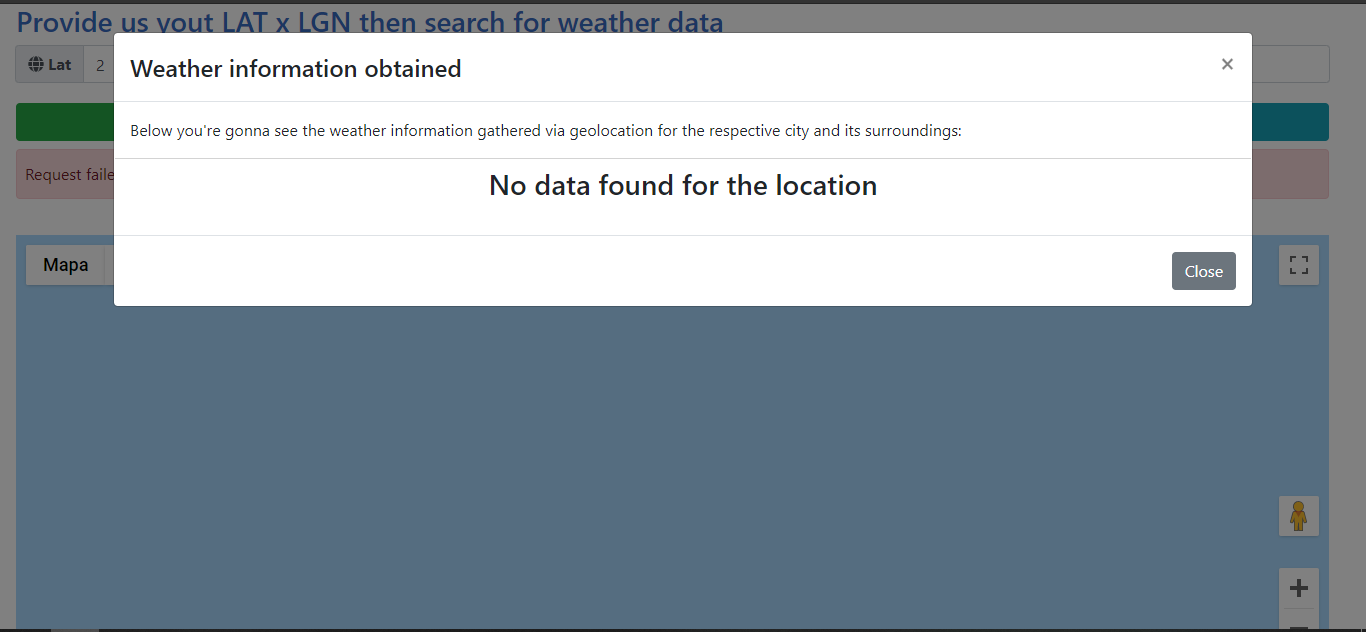 Provide us yout LAT x LGN then search for weather data
Lat 2
Weather information obtained
×
Below you're gonna see the weather information gathered via geolocation for the respective city and its surroundings:
Request faile
No data found for the location
Mapa
Close